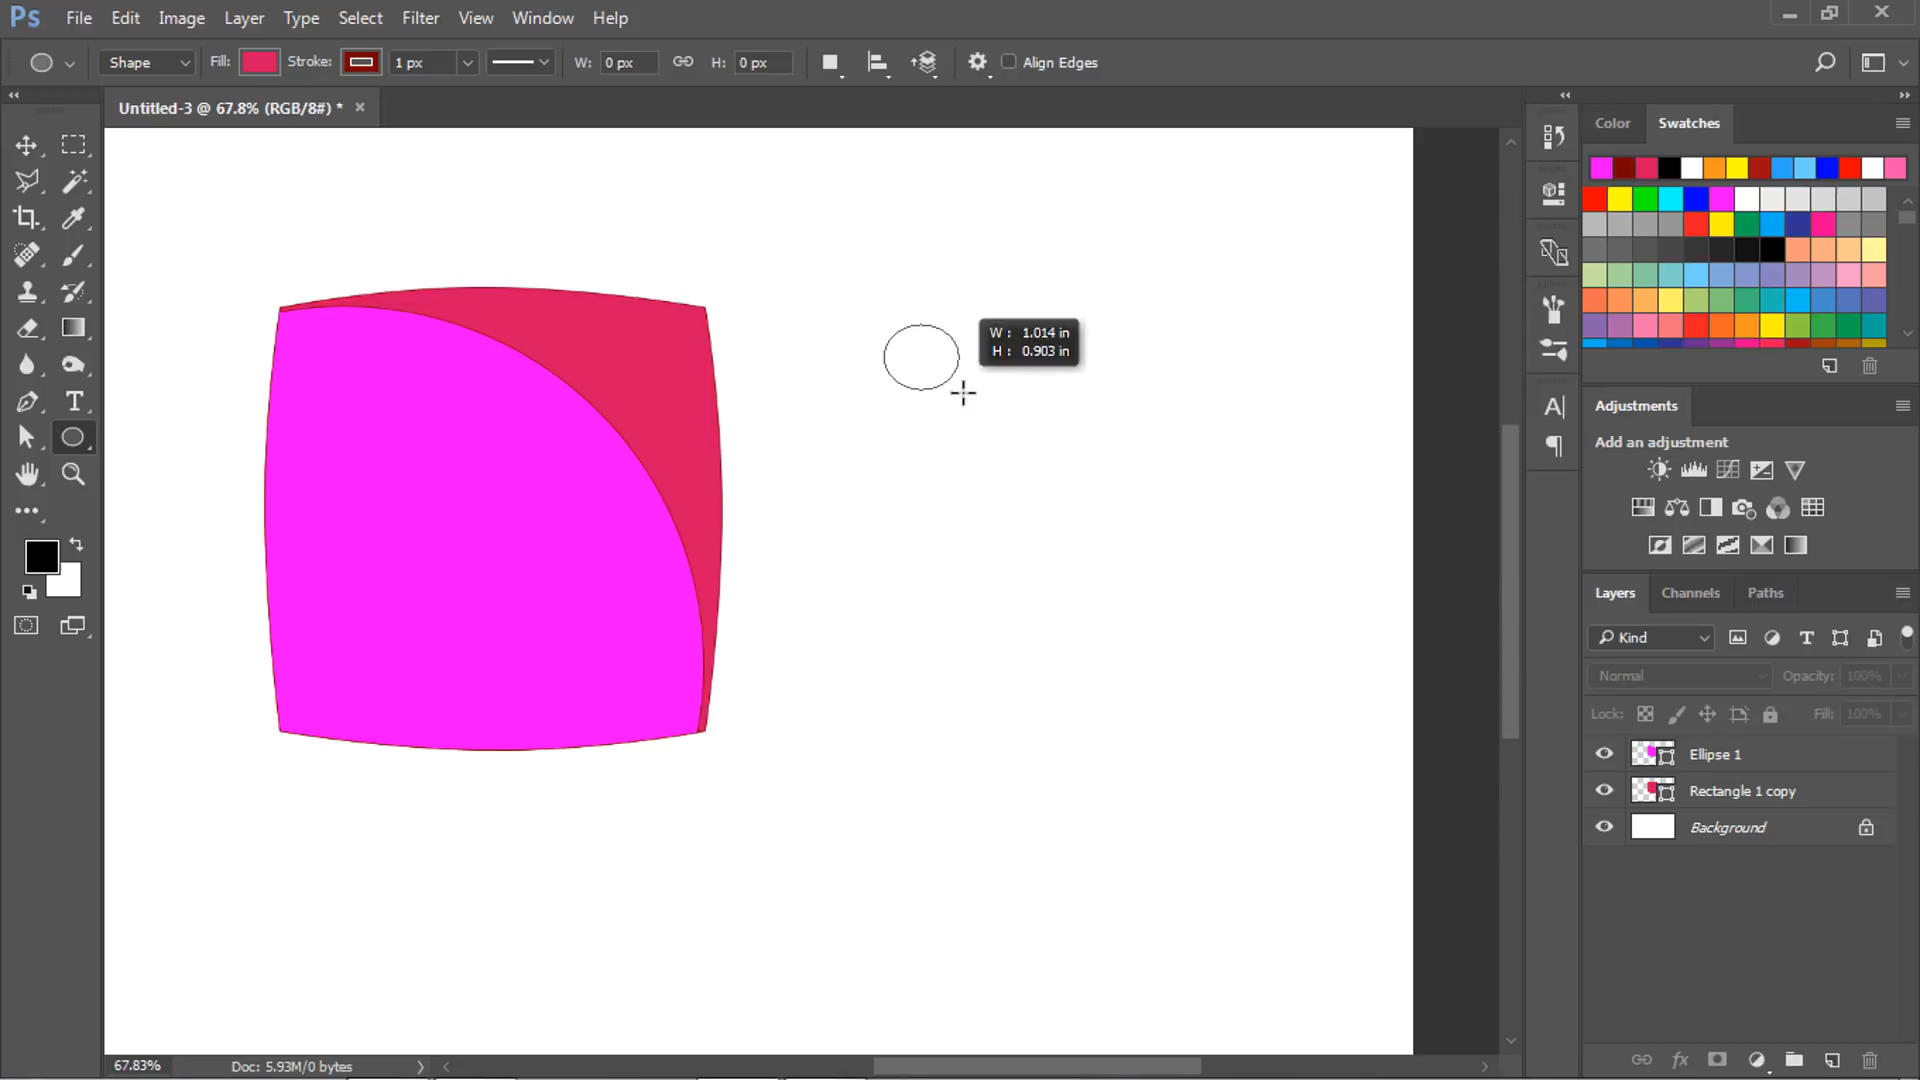 Ps File Edit Image Layer Type Select Filter View Window Help
Shape Fill: Stroke: 1 px W: 0 px H: 0 px Align Edges
Untitled-3 @ 67.8% (RGB/8#) *
Color Swatches
W : 1.014 in
H : 0.903 in
Adjustments
Add an adjustment
Layers Channels Paths
Kind
Normal Opacity: 100%
Lock: Fill: 100%
Ellipse 1
Rectangle 1 copy
Background
67.83% Doc: 5.93M/0 bytes